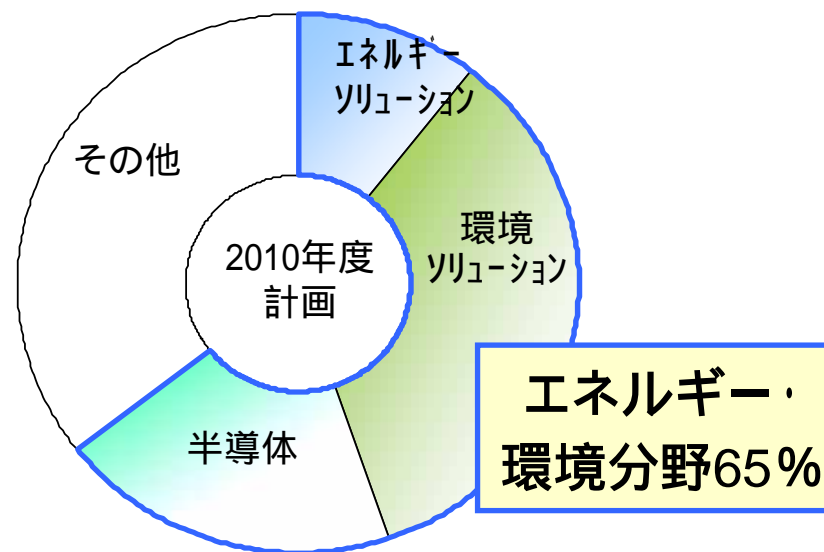 エネルギー
ソリューション
その他
環境
ソリューション
2010年度
計画
半導体
エネルギー・
環境分野65%